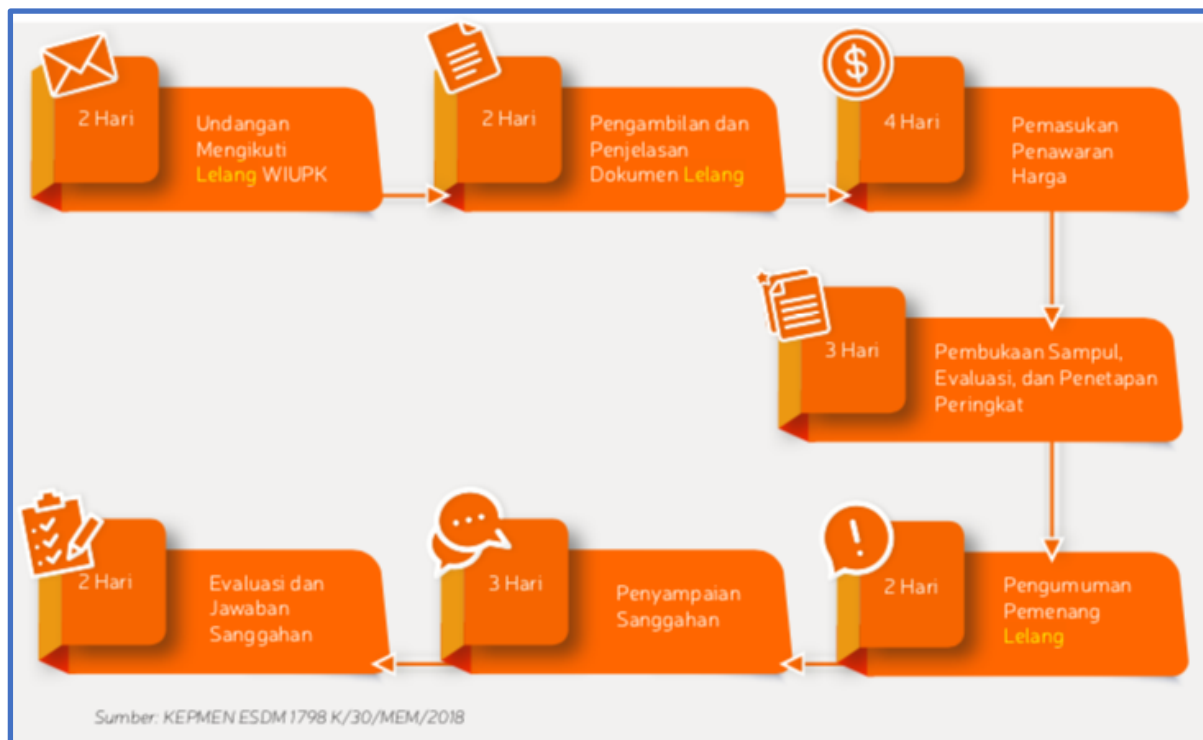 2 Hari
Undangan
Mengikuti
Lelang WIUPK
2 Hari
Pengambilan dan
Penjelasan
Dokumen Lelang
$
4 Hari
Pemasukan
Penawaran
Harga
3 Hari
Pembukaan Sampul,
Evaluasi, dan Penetapan
Peringkat
!
2 Hari
Pengumuman
Pemenang
Lelang
3 Hari
Penyampaian
Sanggahan
2 Hari
Evaluasi dan
Jawaban
Sanggahan
Sumber: KEPMEN ESDM 1798 K/30/MEM/2018